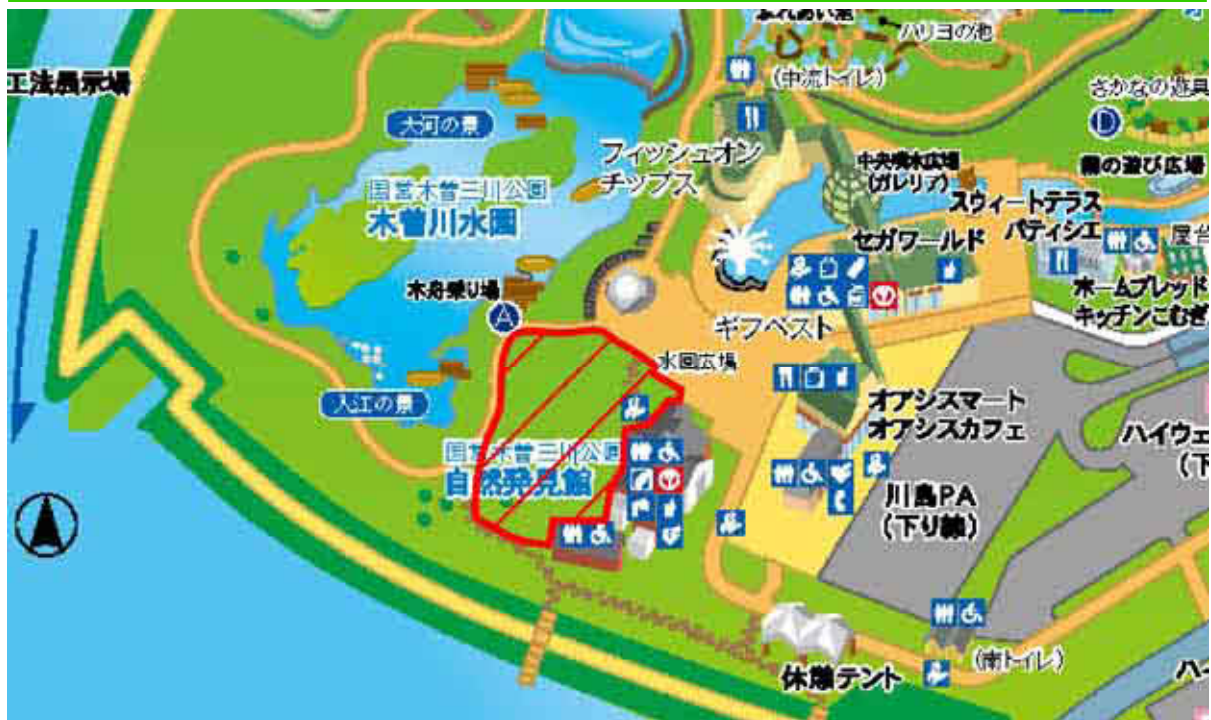 ハリヨの池
工法展示場
(中流トイレ)
さかなの遊具
大河の景
D
フィッシュオン
チップス
中央噴水広場
(ガレリア)
霧の遊び広場
国営木曽三川公園
木曽川水園
スウィートテラス
パティシエ
セガワールド
屋台
木舟乗り場
ホームブレッド
キッチンこむぎ
A
ギフベスト
水園広場
入江の景
オアシスマート
オアシスカフェ
ハイウェ
(下
国営木曽三川公園
自然発見館
川島PA
(下り線)
(南トイレ)
休憩テント
ハイ